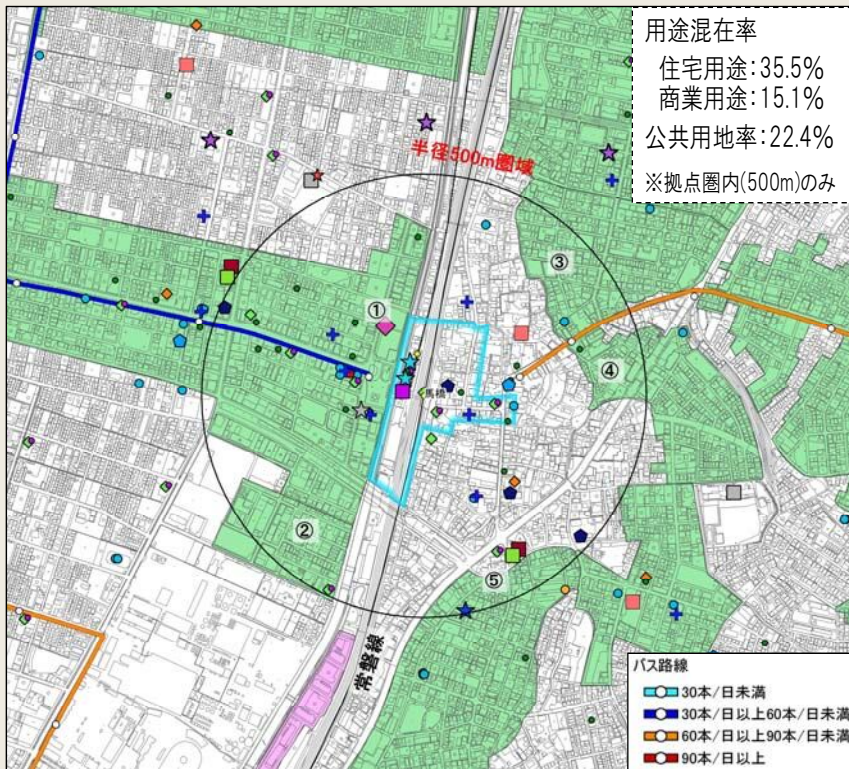 用途混在率
住宅用途:35.5%
商業用途:15.1%
公共用地率:22.4%
※拠点圏内(500m)のみ
半径500m圏域
③
①
④
馬橋
②
⑤
常磐線
バス路線
30本/日未満
30本/日以上60本/日未満
60本/日以上90本/日未満
90本/日以上